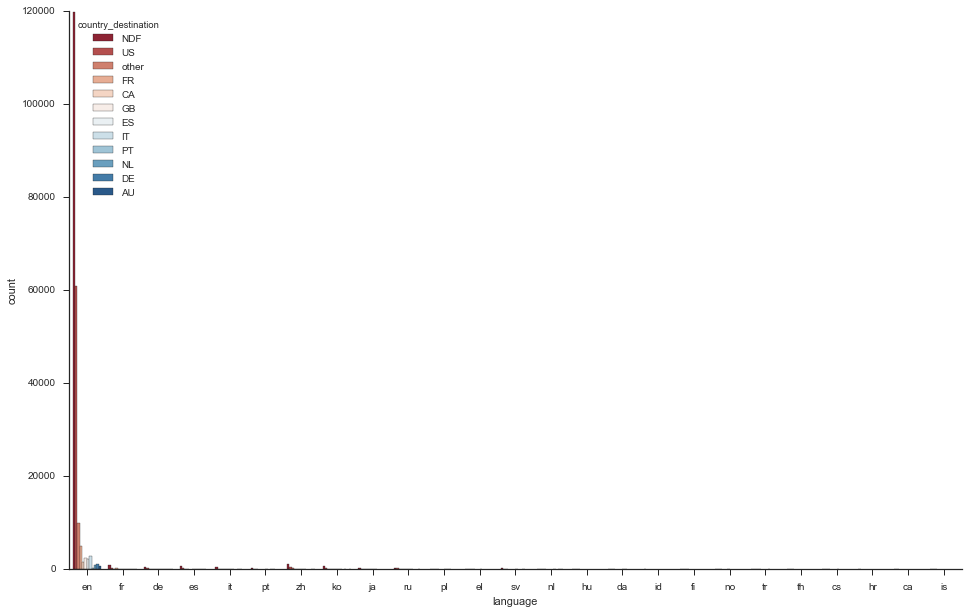 120000
country_destination
NDF
US
other
FR
CA
GB
ES
IT
PT
NL
DE
AU
100000
80000
60000
count
40000
20000
0
en fr de es it pt zh ko ja ru pl el sv nl hu da id fi no tr th cs hr ca is
language